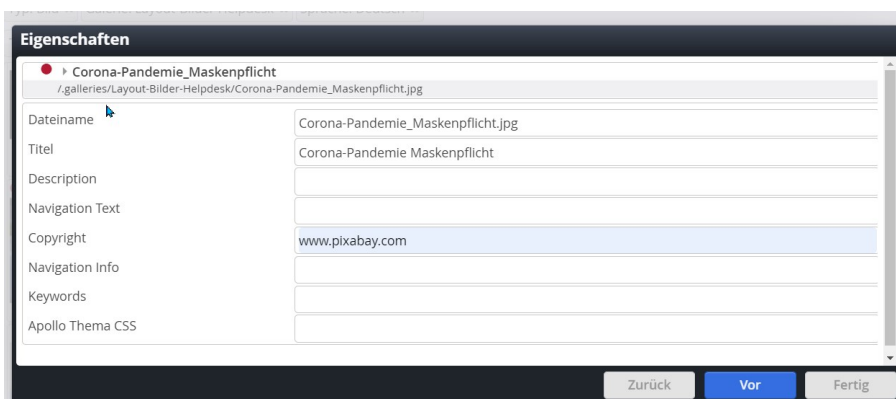 Eigenschaften
Corona-Pandemie_Maskenpflicht
/.galleries/Layout-Bilder-Helpdesk/Corona-Pandemie_Maskenpflicht.jpg
Dateiname Corona-Pandemie_Maskenpflicht.jpg
Titel Corona-Pandemie Maskenpflicht
Description
Navigation Text
Copyright www.pixabay.com
Navigation Info
Keywords
Apollo Thema CSS
Zurück Vor Fertig